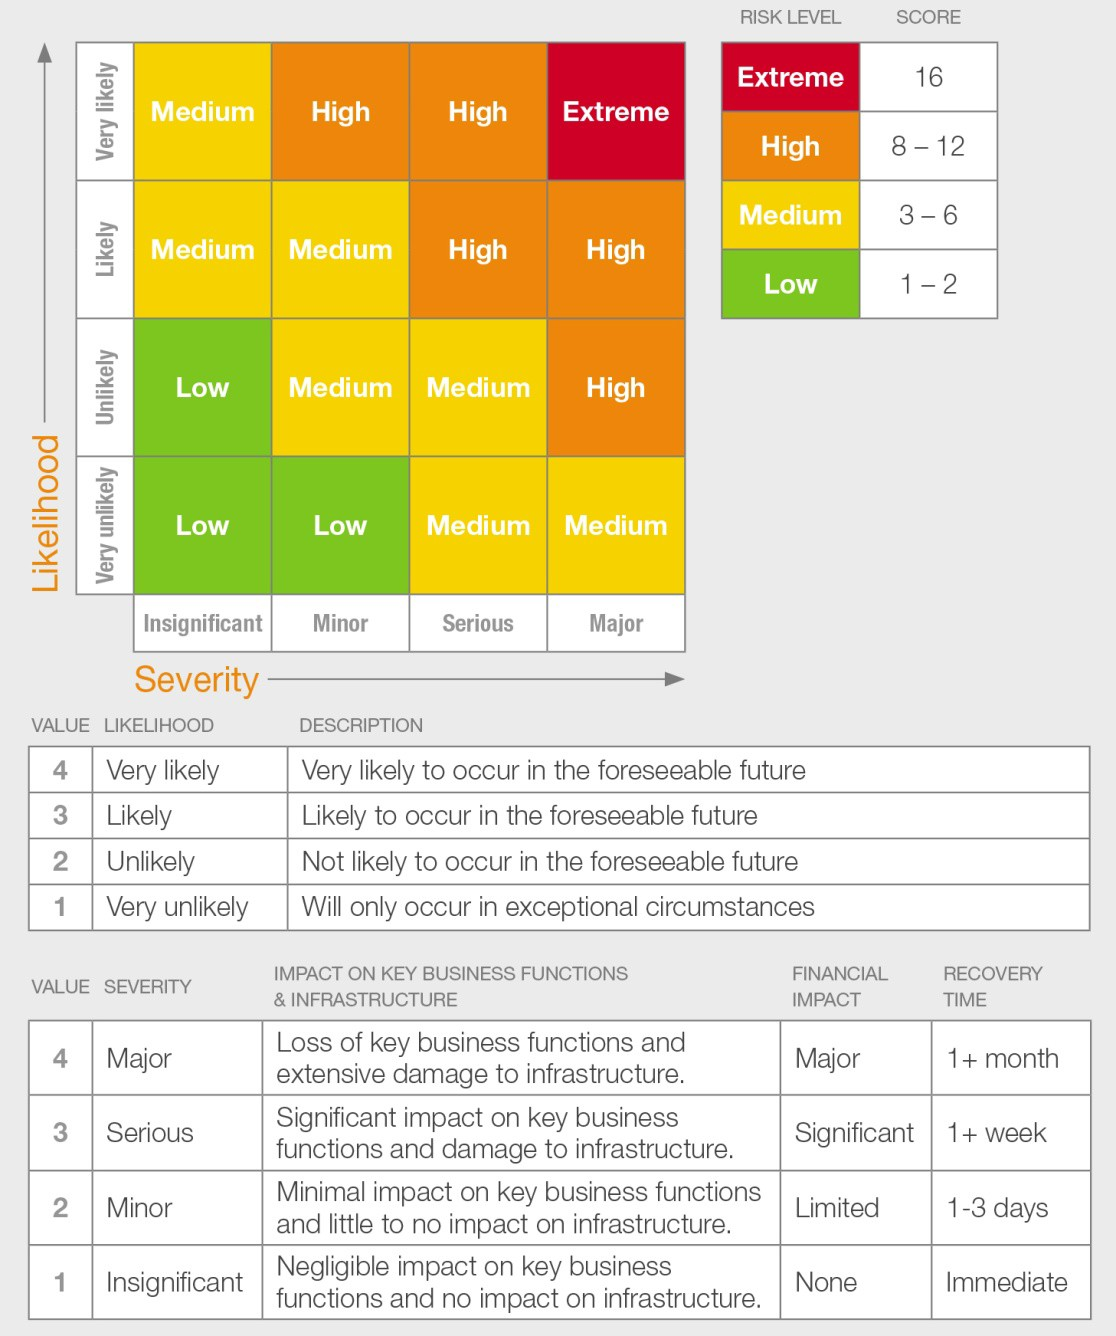 RISK LEVEL SCORE
Extreme 16
High 8 – 12
Medium 3 – 6
Low 1 – 2
Likelihood
Very likely Medium High High Extreme
Likely Medium Medium High High
Unlikely Low Medium Medium High
Very unlikely Low Low Medium Medium
Insignificant Minor Serious Major
Severity
VALUE LIKELIHOOD DESCRIPTION
4 Very likely Very likely to occur in the foreseeable future
3 Likely Likely to occur in the foreseeable future
2 Unlikely Not likely to occur in the foreseeable future
1 Very unlikely Will only occur in exceptional circumstances
VALUE SEVERITY IMPACT ON KEY BUSINESS FUNCTIONS
& INFRASTRUCTURE
FINANCIAL
IMPACT
RECOVERY
TIME
4 Major Loss of key business functions and
extensive damage to infrastructure.
Major 1+ month
3 Serious Significant impact on key business
functions and damage to infrastructure.
Significant 1+ week
2 Minor Minimal impact on key business functions
and little to no impact on infrastructure.
Limited 1-3 days
1 Insignificant Negligible impact on key business
functions and no impact on infrastructure.
None Immediate